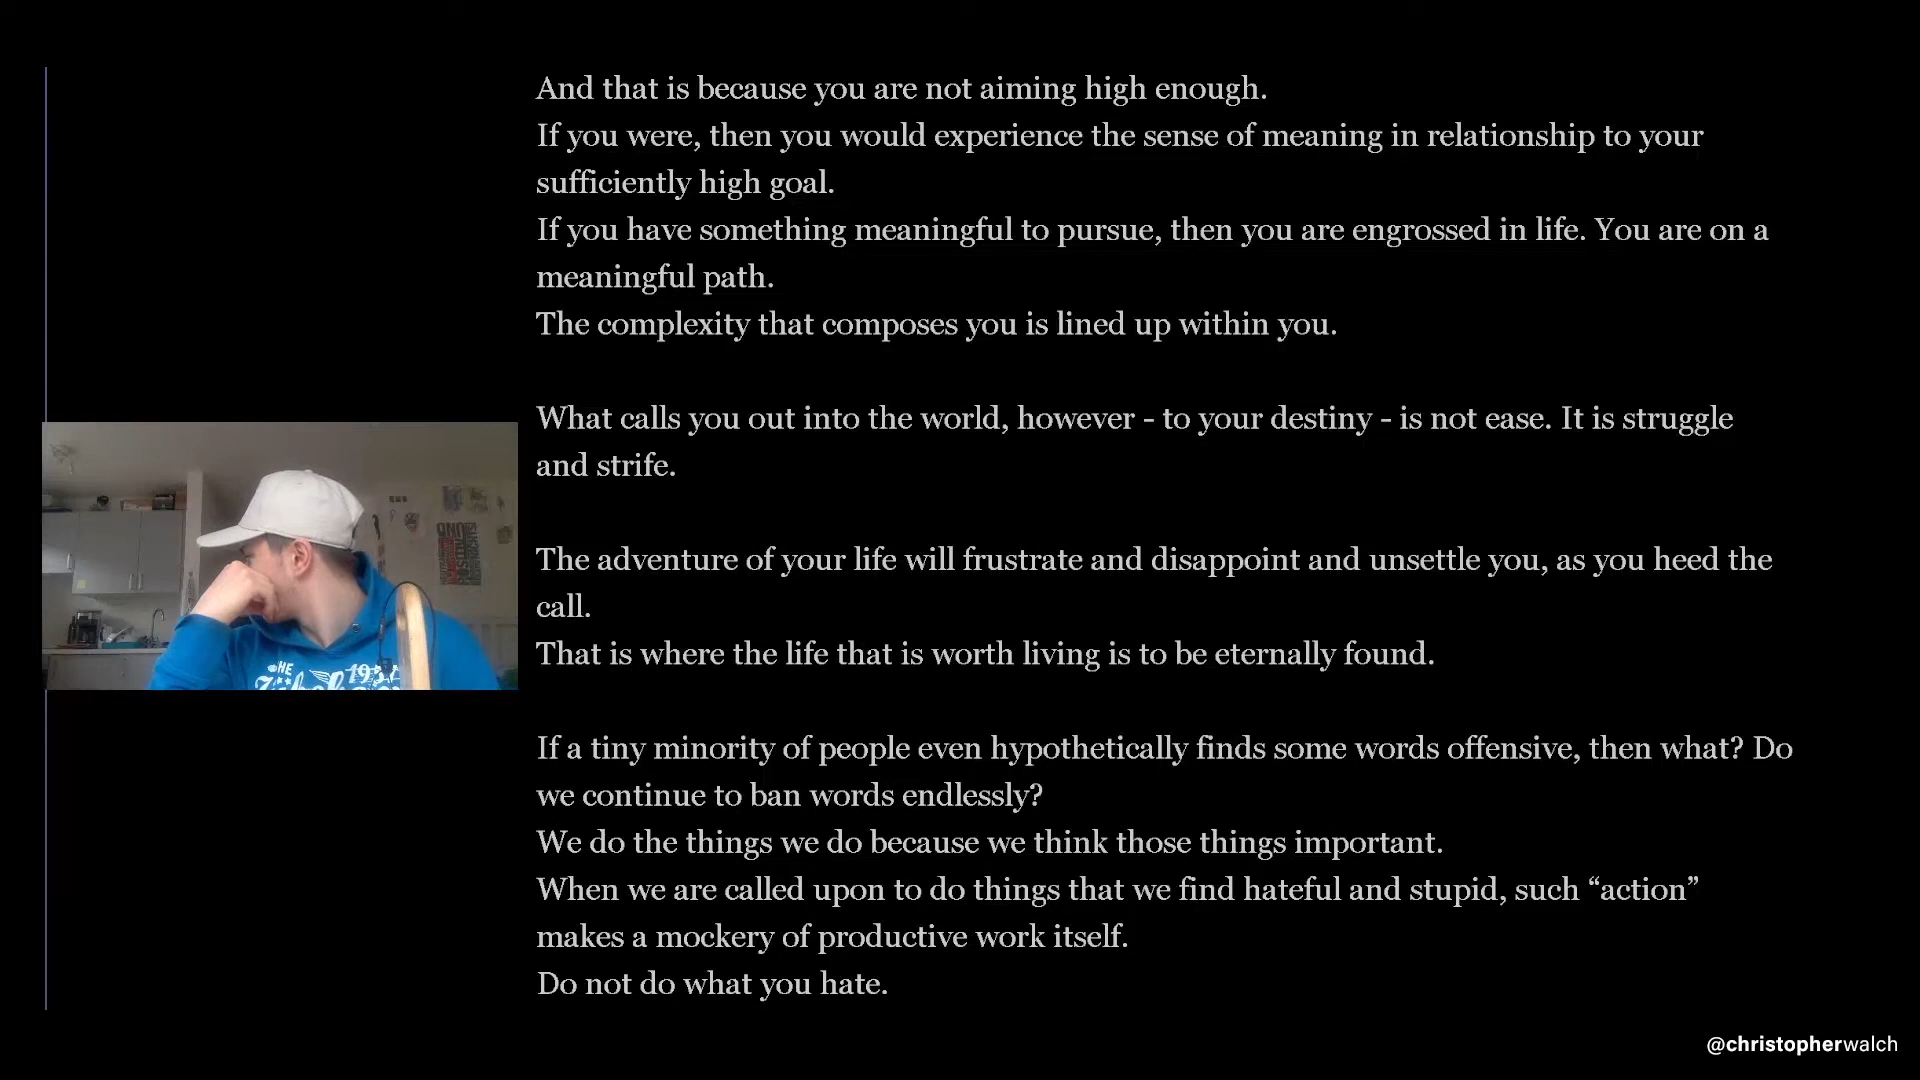 And that is because you are not aiming high enough.
If you were, then you would experience the sense of meaning in relationship to your
sufficiently high goal.
If you have something meaningful to pursue, then you are engrossed in life. You are on a
meaningful path.
The complexity that composes you is lined up within you.
What calls you out into the world, however - to your destiny - is not ease. It is struggle
and strife.
The adventure of your life will frustrate and disappoint and unsettle you, as you heed the
call.
That is where the life that is worth living is to be eternally found.
If a tiny minority of people even hypothetically finds some words offensive, then what? Do
we continue to ban words endlessly?
We do the things we do because we think those things important.
When we are called upon to do things that we find hateful and stupid, such “action”
makes a mockery of productive work itself.
Do not do what you hate.
@christopherwalch